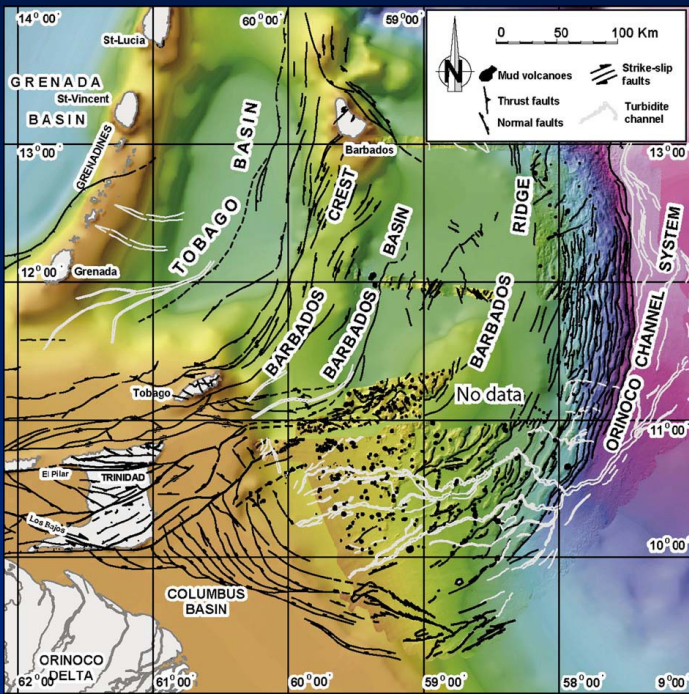 14° 00'
60° 00'
59° 00'
St-Lucia
0 50 100 Km
N
Mud volcanoes
Thrust faults
Normal faults
Strike-slip
faults
Turbidite
channel
GRENADA
BASIN
St-Vincent
GRENADINES
13° 00'
13° 00'
Barbados
TOBAGO BASIN
BARBADOS CREST
BARBADOS BASIN
BARBADOS RIDGE
ORINOCO CHANNEL SYSTEM
12° 00'
12° 00'
Grenada
Tobago
No data
11° 00'
El Pilar
TRINIDAD
Los Bajos
10° 00'
COLUMBUS
BASIN
ORINOCO
DELTA
62° 00'
61° 00'
60° 00'
59° 00'
58° 00'
9° 00'